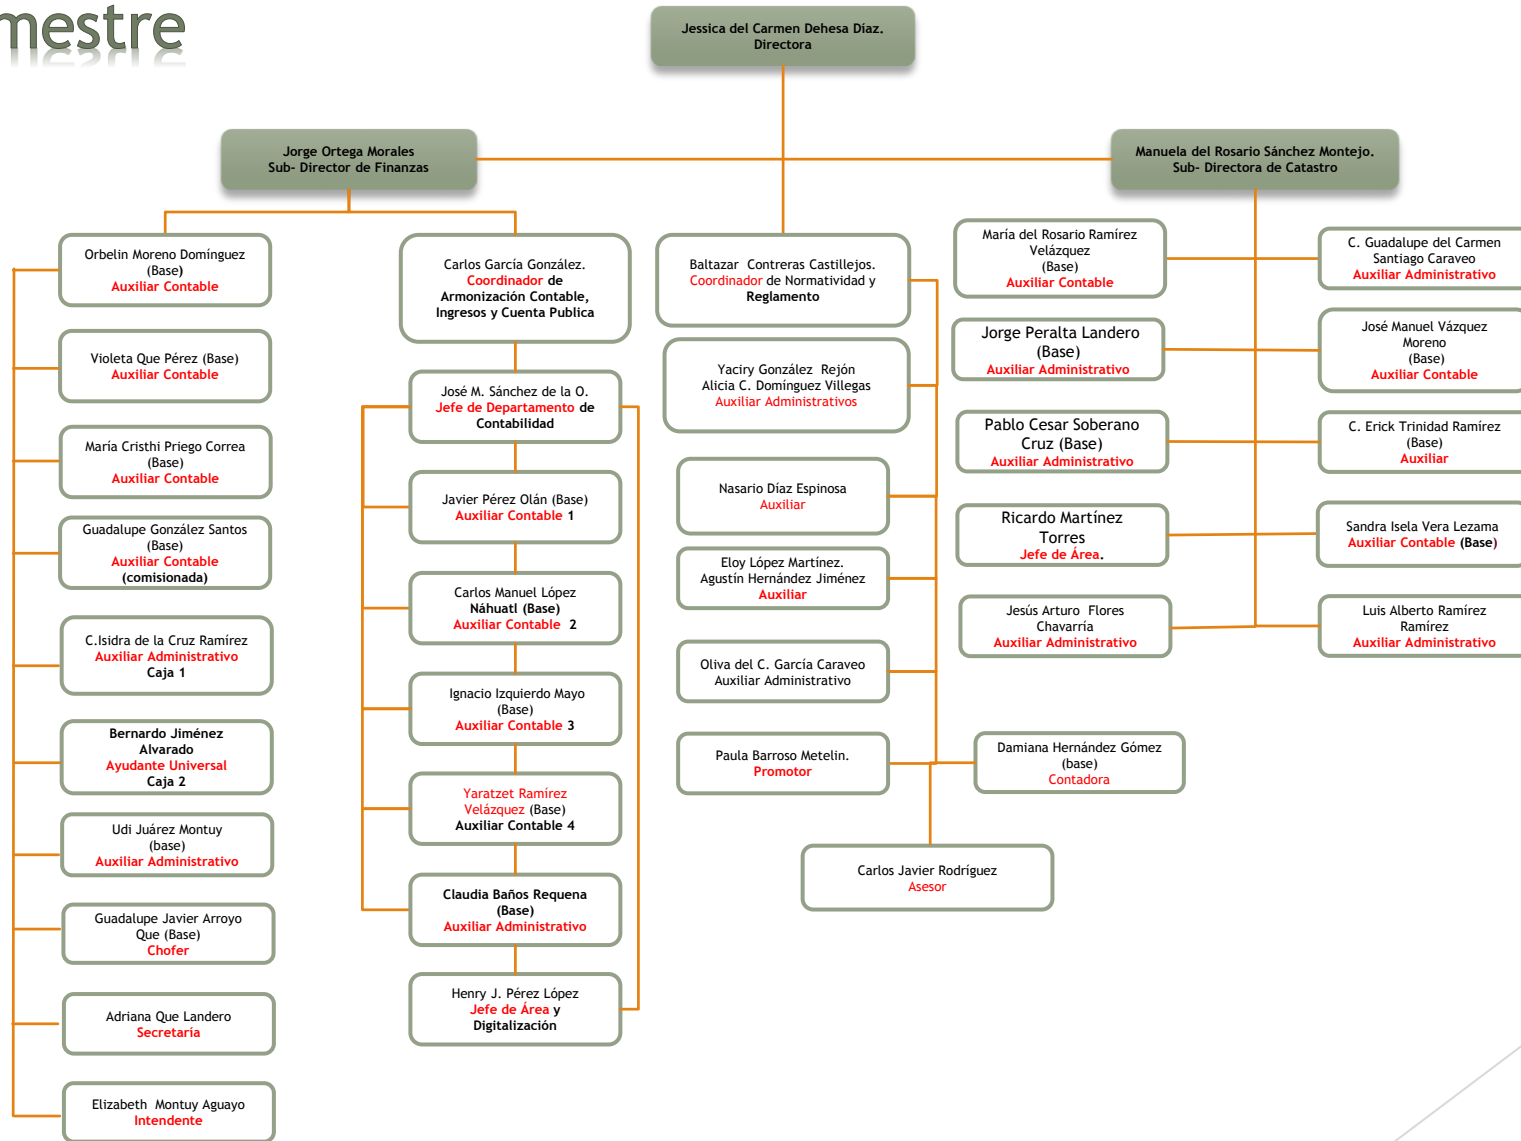 mestre
Jessica del Carmen Dehesa Díaz.
Directora
Jorge Ortega Morales
Sub- Director de Finanzas
Manuela del Rosario Sánchez Montejo.
Sub- Directora de Catastro
Orbelin Moreno Domínguez
(Base)
Auxiliar Contable
Violeta Que Pérez (Base)
Auxiliar Contable
María Cristhi Priego Correa
(Base)
Auxiliar Contable
Guadalupe González Santos
(Base)
Auxiliar Contable
(comisionada)
C.Isidra de la Cruz Ramírez
Auxiliar Administrativo
Caja 1
Bernardo Jiménez
Alvarado
Ayudante Universal
Caja 2
Udi Juárez Montuy
(base)
Auxiliar Administrativo
Guadalupe Javier Arroyo
Que (Base)
Chofer
Adriana Que Landero
Secretaría
Elizabeth Montuy Aguayo
Intendente
Carlos García González.
Coordinador de
Armonización Contable,
Ingresos y Cuenta Publica
José M. Sánchez de la O.
Jefe de Departamento de
Contabilidad
Javier Pérez Olán (Base)
Auxiliar Contable 1
Carlos Manuel López
Náhuatl (Base)
Auxiliar Contable 2
Ignacio Izquierdo Mayo
(Base)
Auxiliar Contable 3
Yaratzet Ramírez
Velázquez (Base)
Auxiliar Contable 4
Claudia Baños Requena
(Base)
Auxiliar Administrativo
Henry J. Pérez López
Jefe de Área y
Digitalización
Baltazar Contreras Castillejos.
Coordinador de Normatividad y
Reglamento
Yaciry González Rejón
Alicia C. Domínguez Villegas
Auxiliar Administrativos
Nasario Díaz Espinosa
Auxiliar
Eloy López Martínez.
Agustín Hernández Jiménez
Auxiliar
Oliva del C. García Caraveo
Auxiliar Administrativo
Paula Barroso Metelin.
Promotor
Damiana Hernández Gómez
(base)
Contadora
Carlos Javier Rodríguez
Asesor
María del Rosario Ramírez
Velázquez
(Base)
Auxiliar Contable
Jorge Peralta Landero
(Base)
Auxiliar Administrativo
Pablo Cesar Soberano
Cruz (Base)
Auxiliar Administrativo
Ricardo Martínez
Torres
Jefe de Área.
Jesús Arturo Flores
Chavarría
Auxiliar Administrativo
C. Guadalupe del Carmen
Santiago Caraveo
Auxiliar Administrativo
José Manuel Vázquez
Moreno
(Base)
Auxiliar Contable
C. Erick Trinidad Ramírez
(Base)
Auxiliar
Sandra Isela Vera Lezama
Auxiliar Contable (Base)
Luis Alberto Ramírez
Ramírez
Auxiliar Administrativo